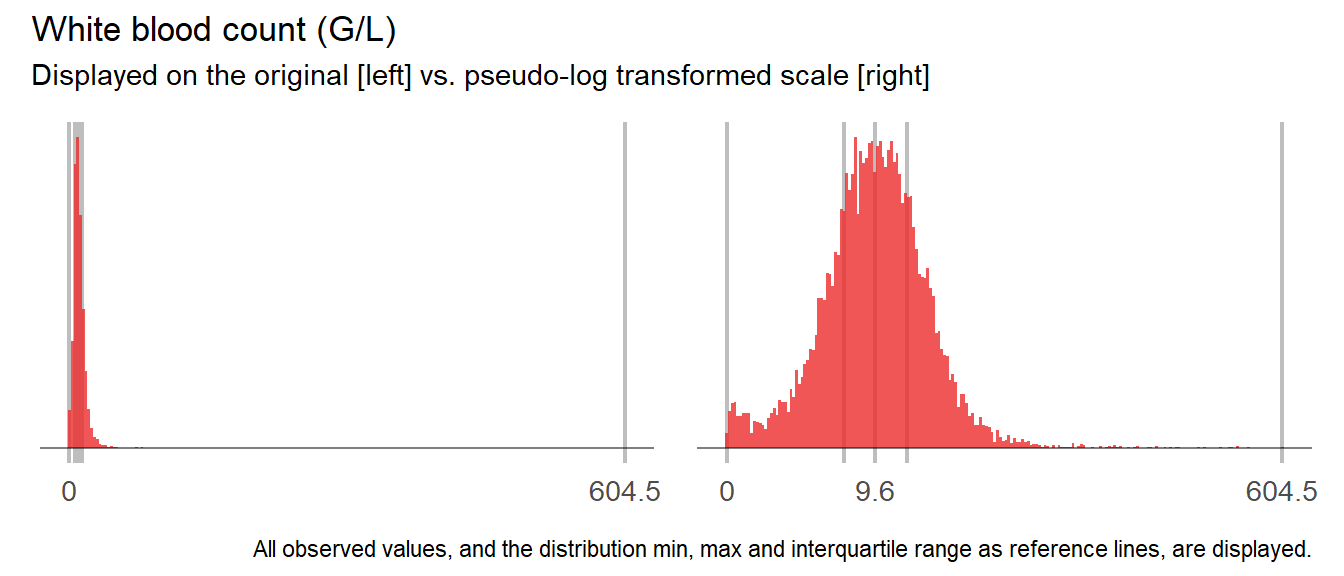 White blood count (G/L)
Displayed on the original [left] vs. pseudo-log transformed scale [right]
0 604.5 0 9.6 604.5
All observed values, and the distribution min, max and interquartile range as reference lines, are displayed.